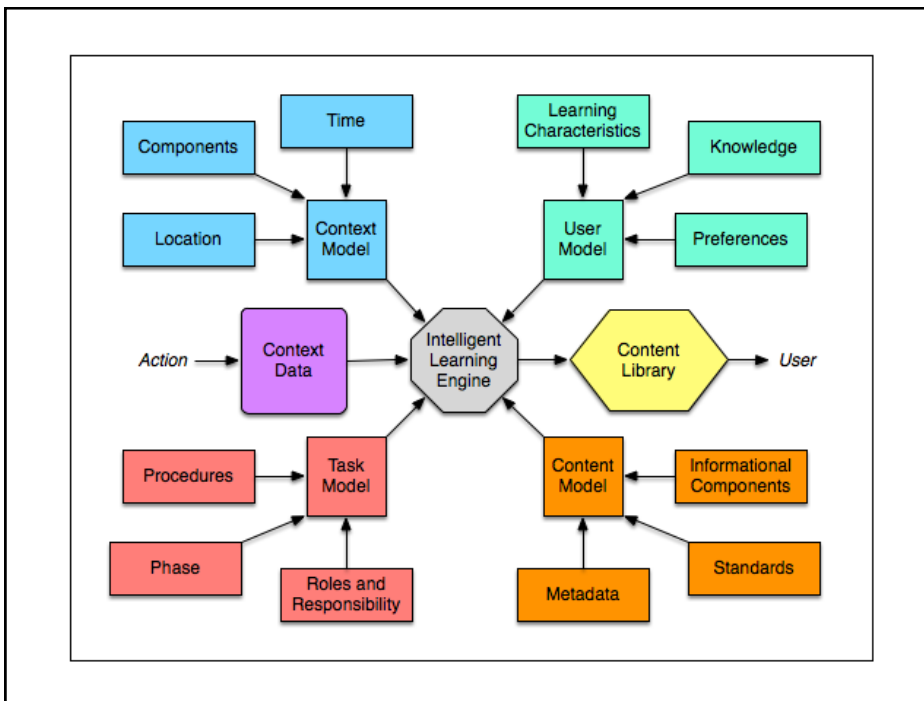 Time
Learning
Characteristics
Components
Knowledge
Location
Context
Model
User
Model
Preferences
Action
Context
Data
Intelligent
Learning
Engine
Content
Library
User
Procedures
Task
Model
Content
Model
Informational
Components
Phase
Roles and
Responsibility
Metadata
Standards